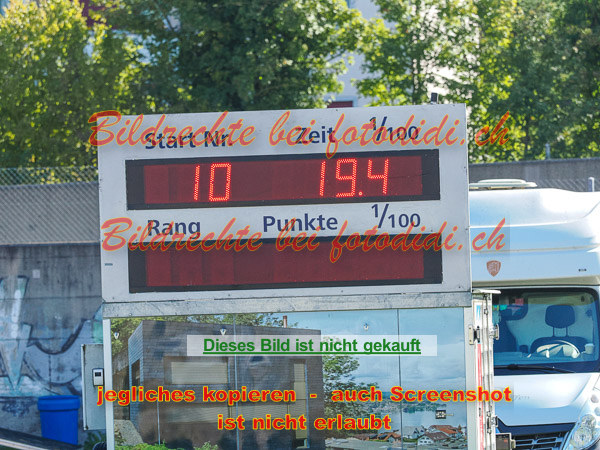 Bildrechte bei fotodidi.ch
Start Nr. Zeit 1/100
10 19.4
Rang Punkte 1/100
Bildrechte bei fotodidi.ch
Dieses Bild ist nicht gekauft
jegliches kopieren - auch Screenshot
ist nicht erlaubt